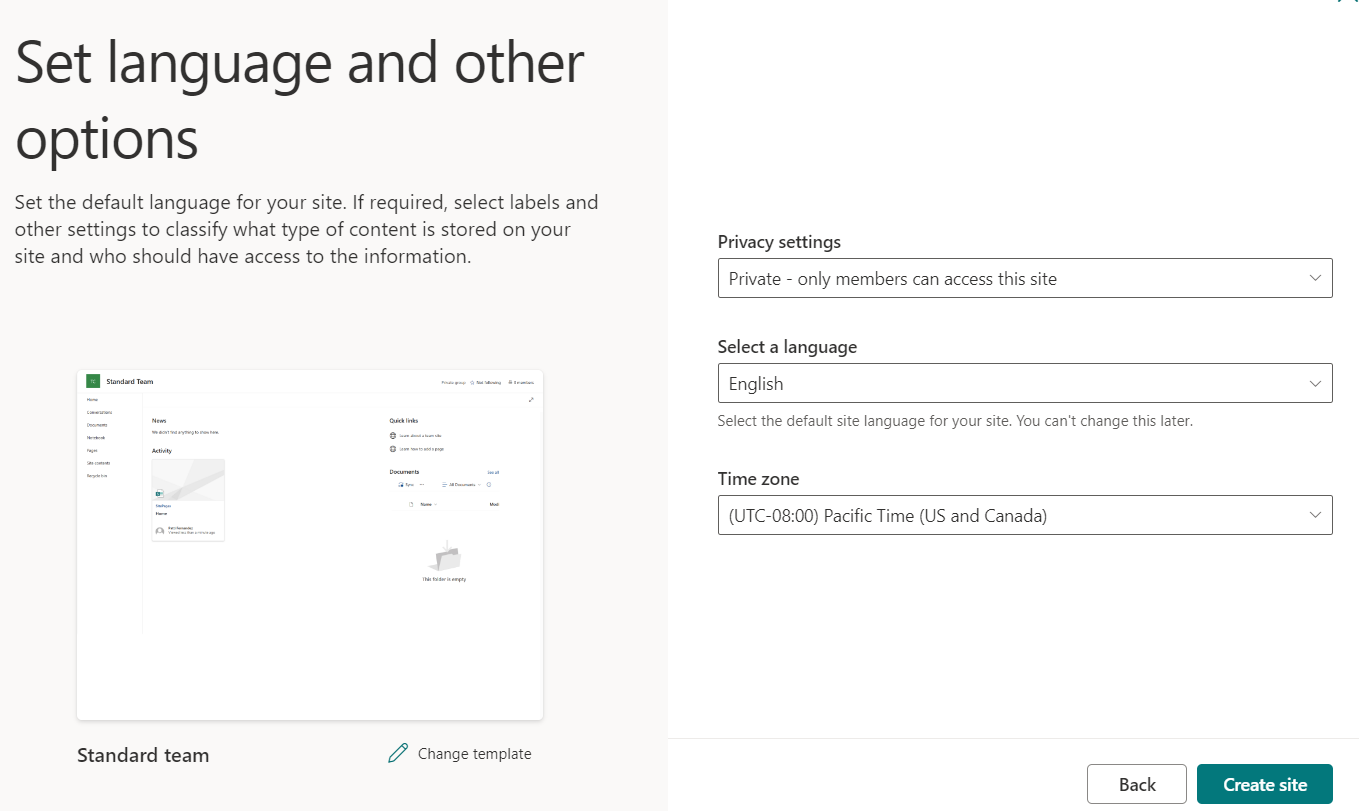 Set language and other
options
Set the default language for your site. If required, select labels and
other settings to classify what type of content is stored on your
site and who should have access to the information.
Standard Team
Private group
Not following
0 members
Home
Conversations
Documents
Notebook
Pages
Site contents
Recycle bin
News
We didn't find anything to show here.
Activity
Home
Quick links
Learn about a team site
Learn how to add a page
Documents
See all
Sync
All Documents
Name
This folder is empty
Standard team
Change template
Privacy settings
Private - only members can access this site
Select a language
English
Select the default site language for your site. You can't change this later.
Time zone
(UTC-08:00) Pacific Time (US and Canada)
Back
Create site